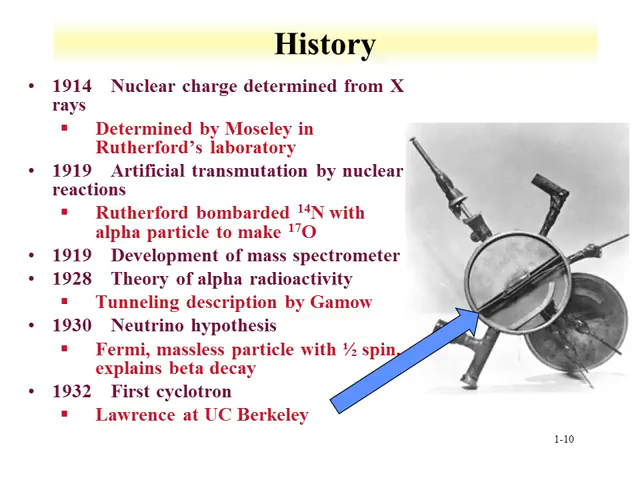 History
• 1914 Nuclear charge determined from X
rays
▪ Determined by Moseley in
Rutherford’s laboratory
• 1919 Artificial transmutation by nuclear
reactions
▪ Rutherford bombarded ¹⁴N with
alpha particle to make ¹⁷O
• 1919 Development of mass spectrometer
• 1928 Theory of alpha radioactivity
▪ Tunneling description by Gamow
• 1930 Neutrino hypothesis
▪ Fermi, massless particle with ½ spin,
explains beta decay
• 1932 First cyclotron
▪ Lawrence at UC Berkeley
1-10